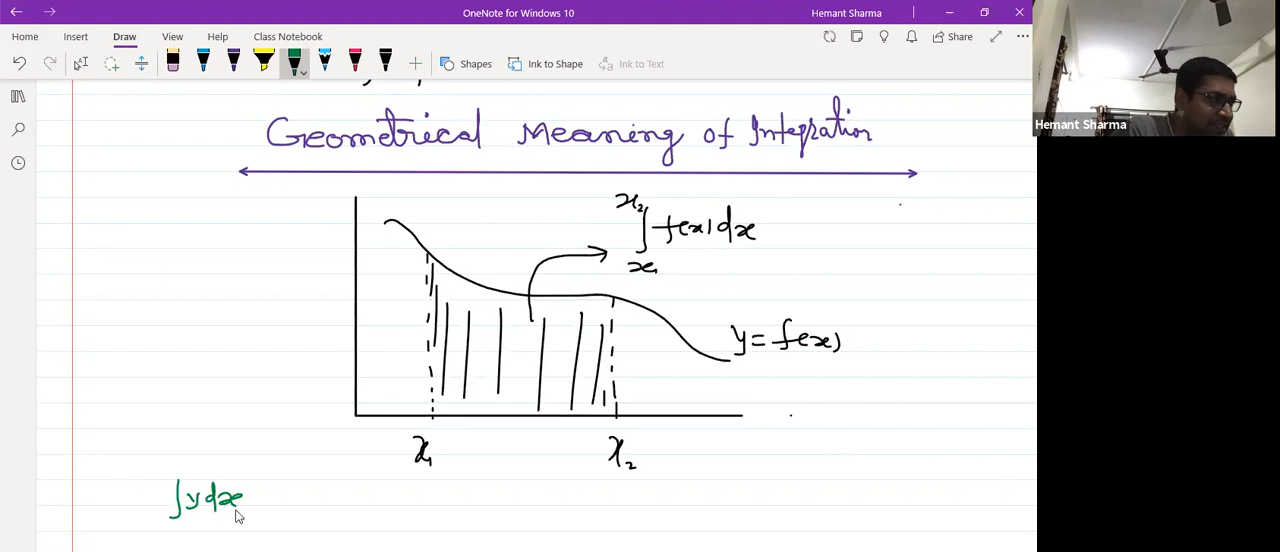 OneNote for Windows 10
Hemant Sharma
Home Insert Draw View Help Class Notebook
Share
Shapes Ink to Shape Ink to Text
Hemant Sharma
Geometrical Meaning of Integration
x₂
∫ f(x) dx
x₁
y = f(x)
x₁ x₂
∫ y dx